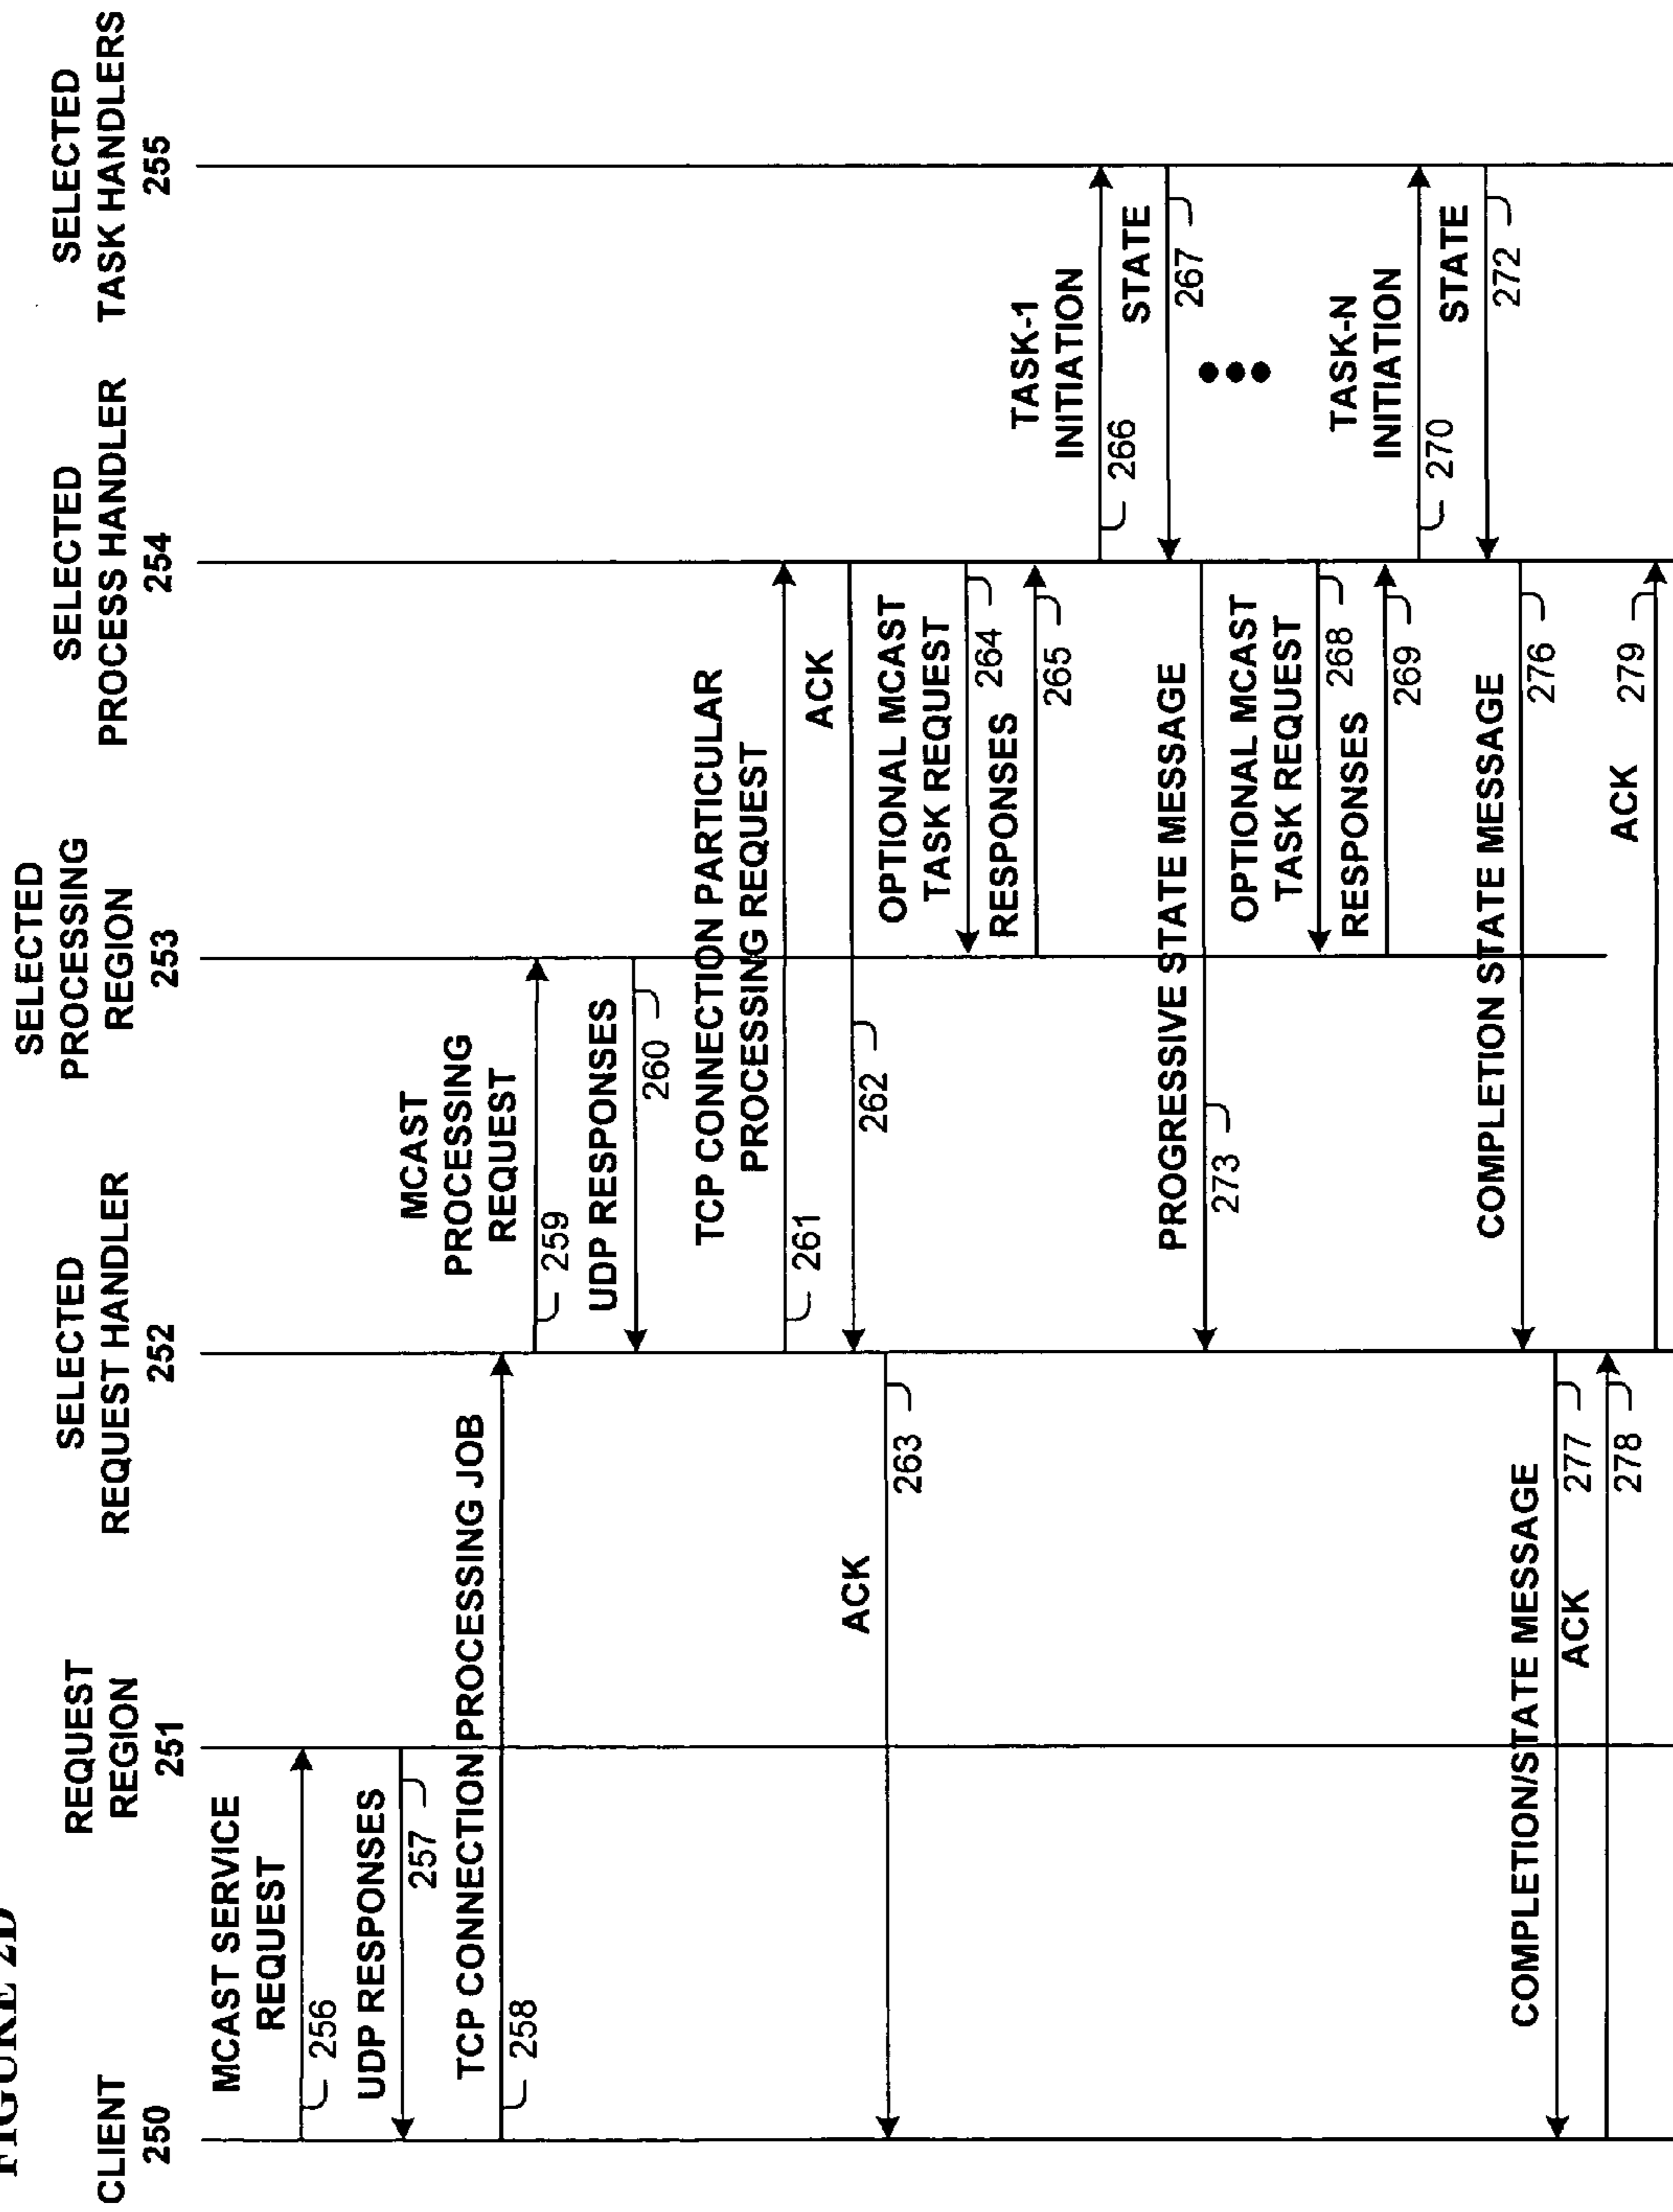 FIGURE 2D
CLIENT
250
REQUEST
REGION
251
SELECTED
REQUEST HANDLER
252
SELECTED
PROCESSING
REGION
253
SELECTED
PROCESS HANDLER
254
SELECTED
TASK HANDLERS
255
MCAST SERVICE
REQUEST
256
UDP RESPONSES
257
TCP CONNECTION PROCESSING JOB
258
MCAST
PROCESSING
REQUEST
259
UDP RESPONSES
260
TCP CONNECTION PARTICULAR
PROCESSING REQUEST
261
ACK
262
ACK
263
OPTIONAL MCAST
TASK REQUEST
264
RESPONSES
265
TASK-1
INITIATION
266
STATE
267
PROGRESSIVE STATE MESSAGE
273
OPTIONAL MCAST
TASK REQUEST
268
RESPONSES
269
TASK-N
INITIATION
270
STATE
272
COMPLETION STATE MESSAGE
276
COMPLETION/STATE MESSAGE
277
ACK
278
ACK
279